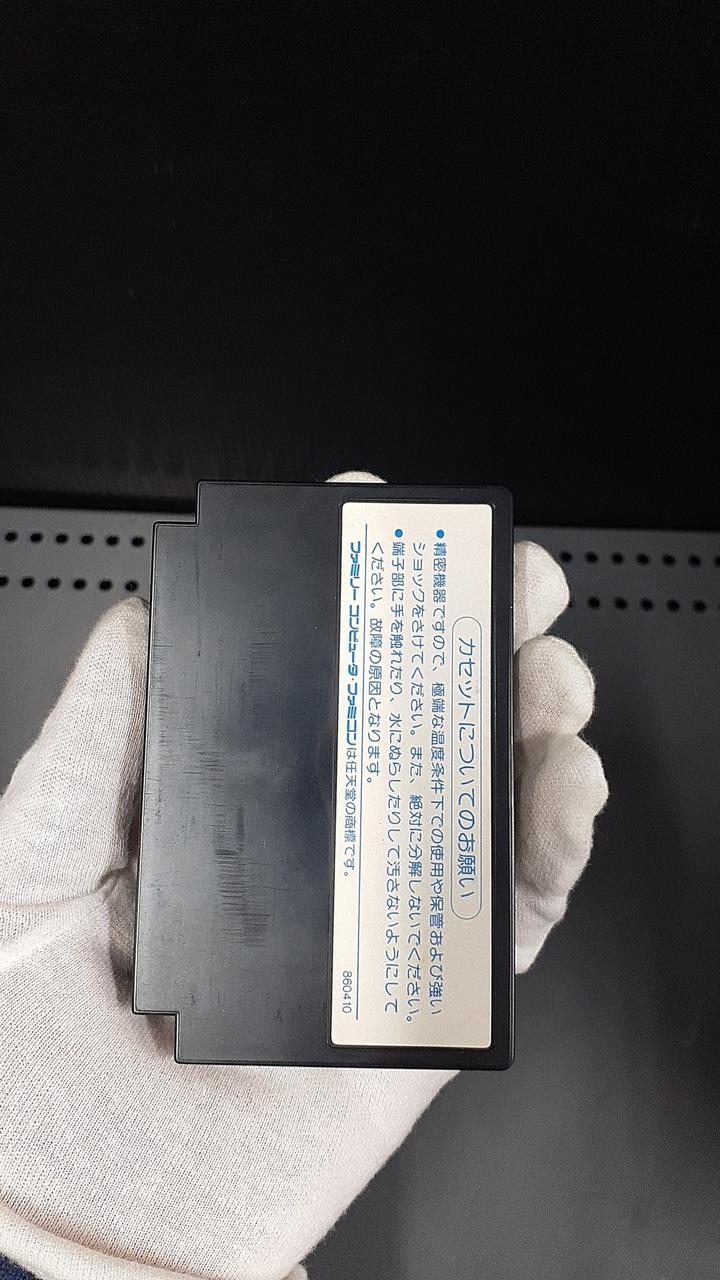 カセットについてのお願い
●精密機器ですので、極端な温度条件下での使用や保管および強い
ショックをさけてください。また、絶対に分解しないでください。
●端子部に手を触れたり、水にぬらしたりして汚さないようにして
ください。故障の原因となります。
ファミリーコンピュータ・ファミコンは任天堂の商標です。
860410